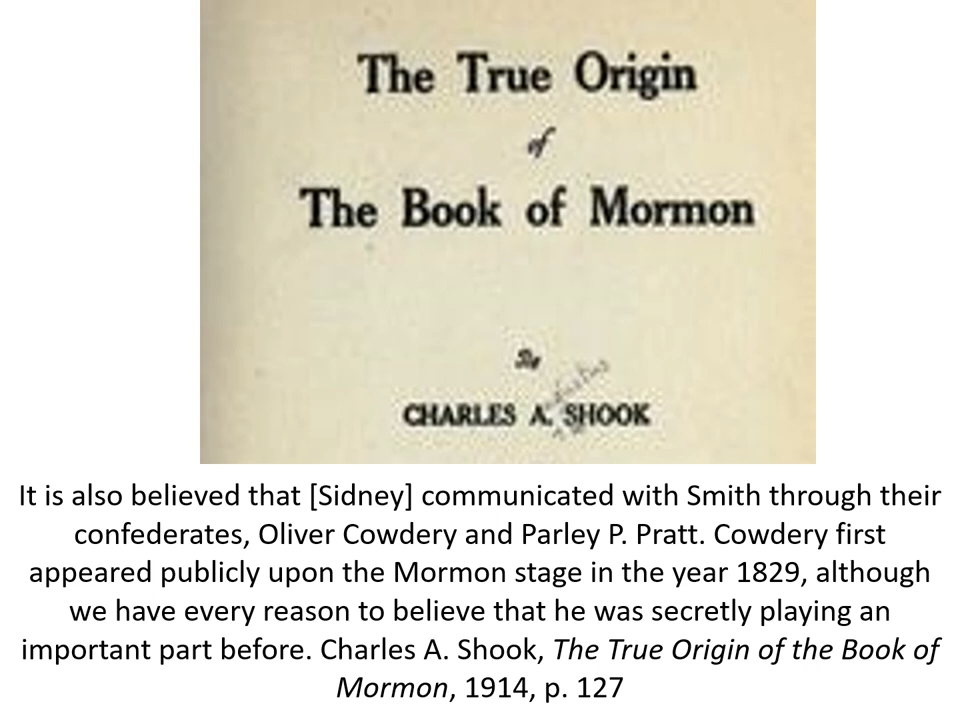 The True Origin
of
The Book of Mormon
By
CHARLES A. SHOOK
It is also believed that [Sidney] communicated with Smith through their
confederates, Oliver Cowdery and Parley P. Pratt. Cowdery first
appeared publicly upon the Mormon stage in the year 1829, although
we have every reason to believe that he was secretly playing an
important part before. Charles A. Shook, The True Origin of the Book of
Mormon, 1914, p. 127